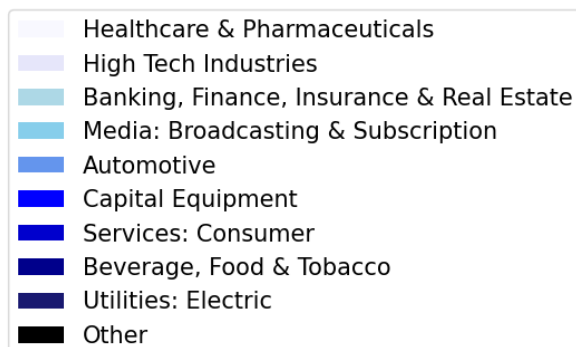 Healthcare & Pharmaceuticals
High Tech Industries
Banking, Finance, Insurance & Real Estate
Media: Broadcasting & Subscription
Automotive
Capital Equipment
Services: Consumer
Beverage, Food & Tobacco
Utilities: Electric
Other